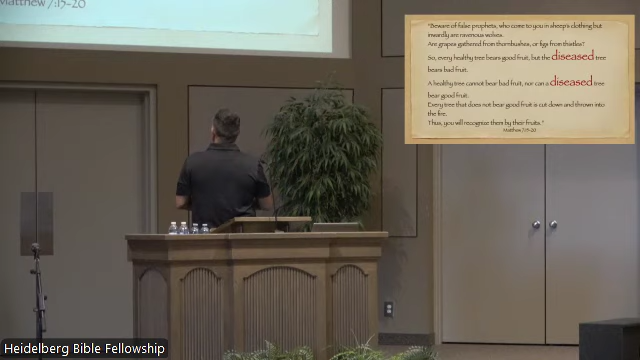 Matthew 7:15-20
"Beware of false prophets, who come to you in sheep's clothing but
inwardly are ravenous wolves.
Are grapes gathered from thornbushes, or figs from thistles?
So, every healthy tree bears good fruit, but the diseased tree
bears bad fruit.
A healthy tree cannot bear bad fruit, nor can a diseased tree
bear good fruit.
Every tree that does not bear good fruit is cut down and thrown into
the fire.
Thus, you will recognize them by their fruits."
Matthew 7:15-20
Heidelberg Bible Fellowship